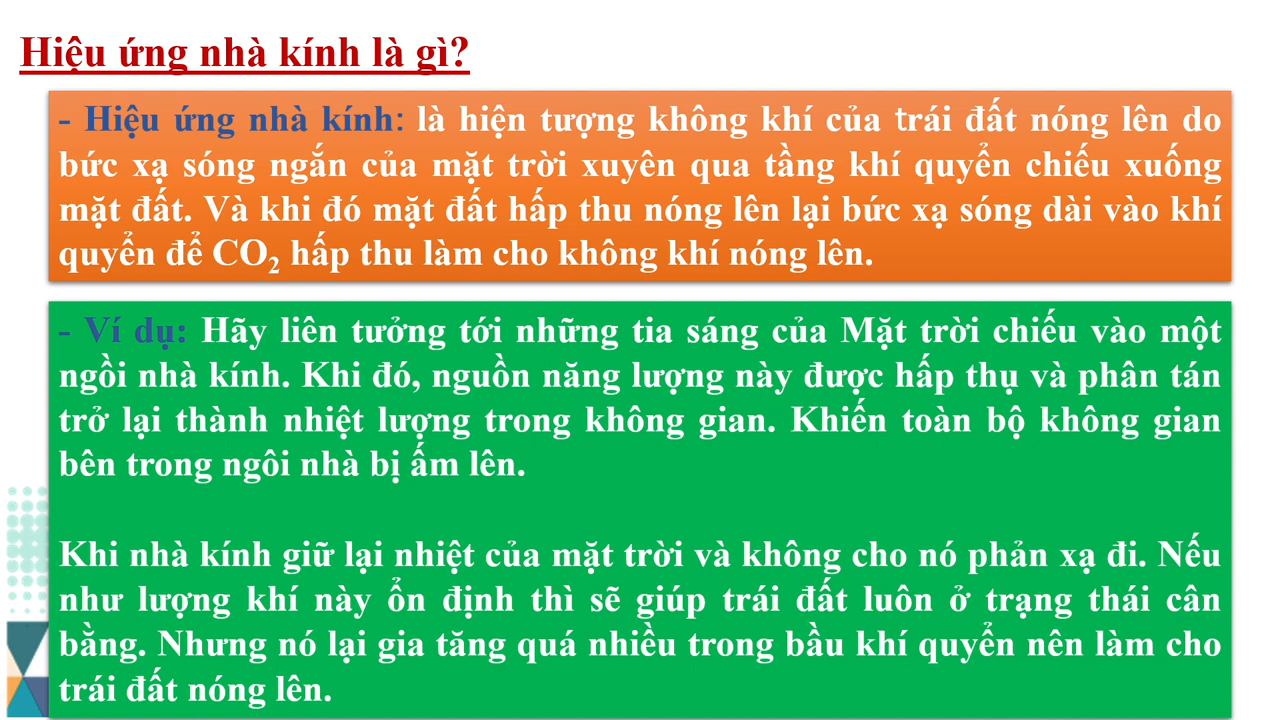 Hiệu ứng nhà kính là gì?
- Hiệu ứng nhà kính: là hiện tượng không khí của trái đất nóng lên do
bức xạ sóng ngắn của mặt trời xuyên qua tầng khí quyển chiếu xuống
mặt đất. Và khi đó mặt đất hấp thu nóng lên lại bức xạ sóng dài vào khí
quyển để CO₂ hấp thu làm cho không khí nóng lên.
- Ví dụ: Hãy liên tưởng tới những tia sáng của Mặt trời chiếu vào một
ngồi nhà kính. Khi đó, nguồn năng lượng này được hấp thụ và phân tán
trở lại thành nhiệt lượng trong không gian. Khiến toàn bộ không gian
bên trong ngôi nhà bị ấm lên.
Khi nhà kính giữ lại nhiệt của mặt trời và không cho nó phản xạ đi. Nếu
như lượng khí này ổn định thì sẽ giúp trái đất luôn ở trạng thái cân
bằng. Nhưng nó lại gia tăng quá nhiều trong bầu khí quyển nên làm cho
trái đất nóng lên.